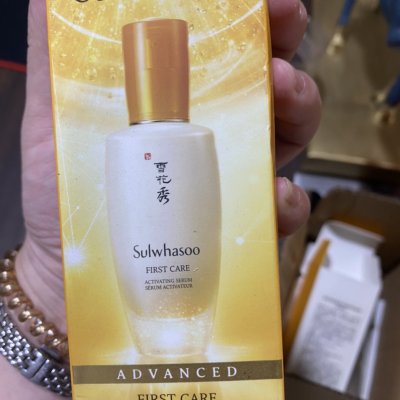 雪花秀
Sulwhasoo
FIRST CARE
ACTIVATING SERUM
SÉRUM ACTIVATEUR
ADVANCED
FIRST CARE